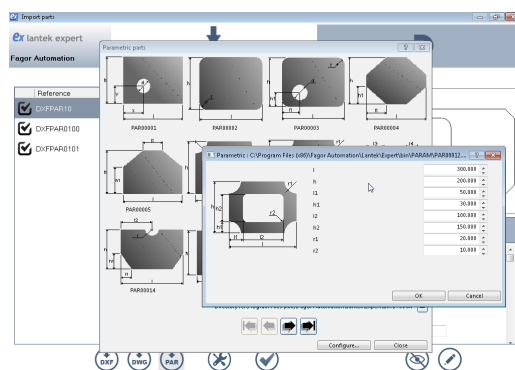 Import parts
ex lantek expert
Fagor Automation
Reference
DXFPAR10
DXFPAR0100
DXFPAR0101
Parametric parts
PAR00001
PAR00002
PAR00003
PAR00004
PAR00005
PAR00014
Parametric : C:\Program Files (x86)\Fagor Automation\Lantek\Expert\bin\PARAM\PAR00012...
l 300.000
h 200.000
l1 50.000
h1 30.000
l2 100.000
h2 150.000
r1 20.000
r2 10.000
OK Cancel
Configure... Close
DXF DWG PAR